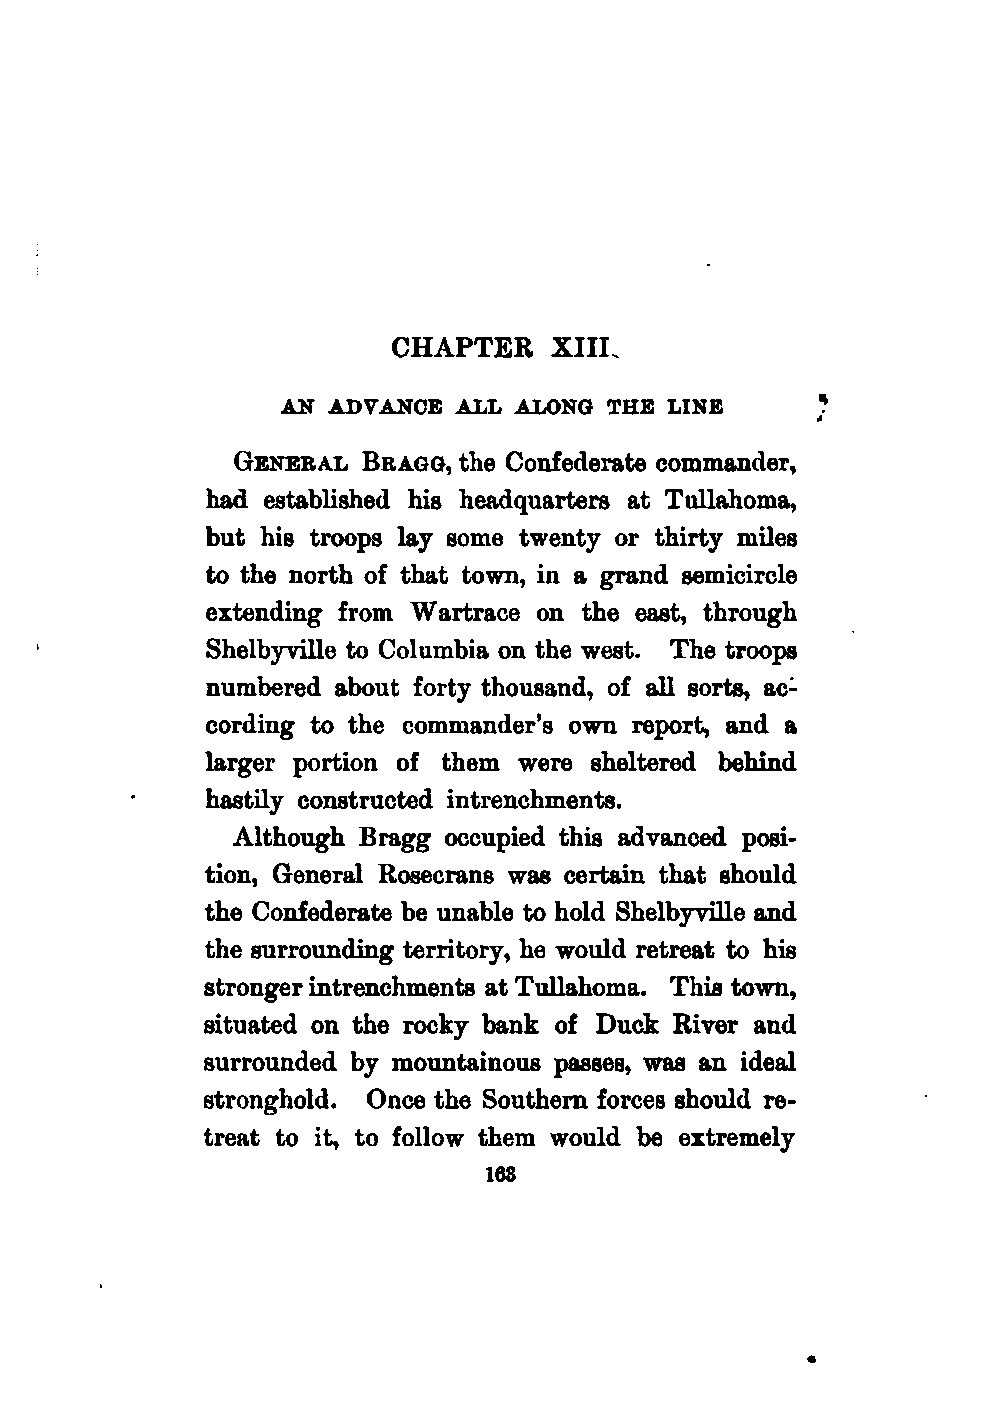 CHAPTER XIII.
AN ADVANCE ALL ALONG THE LINE
GENERAL BRAGG, the Confederate commander,
had established his headquarters at Tullahoma,
but his troops lay some twenty or thirty miles
to the north of that town, in a grand semicircle
extending from Wartrace on the east, through
Shelbyville to Columbia on the west. The troops
numbered about forty thousand, of all sorts, ac-
cording to the commander's own report, and a
larger portion of them were sheltered behind
hastily constructed intrenchments.
Although Bragg occupied this advanced posi-
tion, General Rosecrans was certain that should
the Confederate be unable to hold Shelbyville and
the surrounding territory, he would retreat to his
stronger intrenchments at Tullahoma. This town,
situated on the rocky bank of Duck River and
surrounded by mountainous passes, was an ideal
stronghold. Once the Southern forces should re-
treat to it, to follow them would be extremely
163